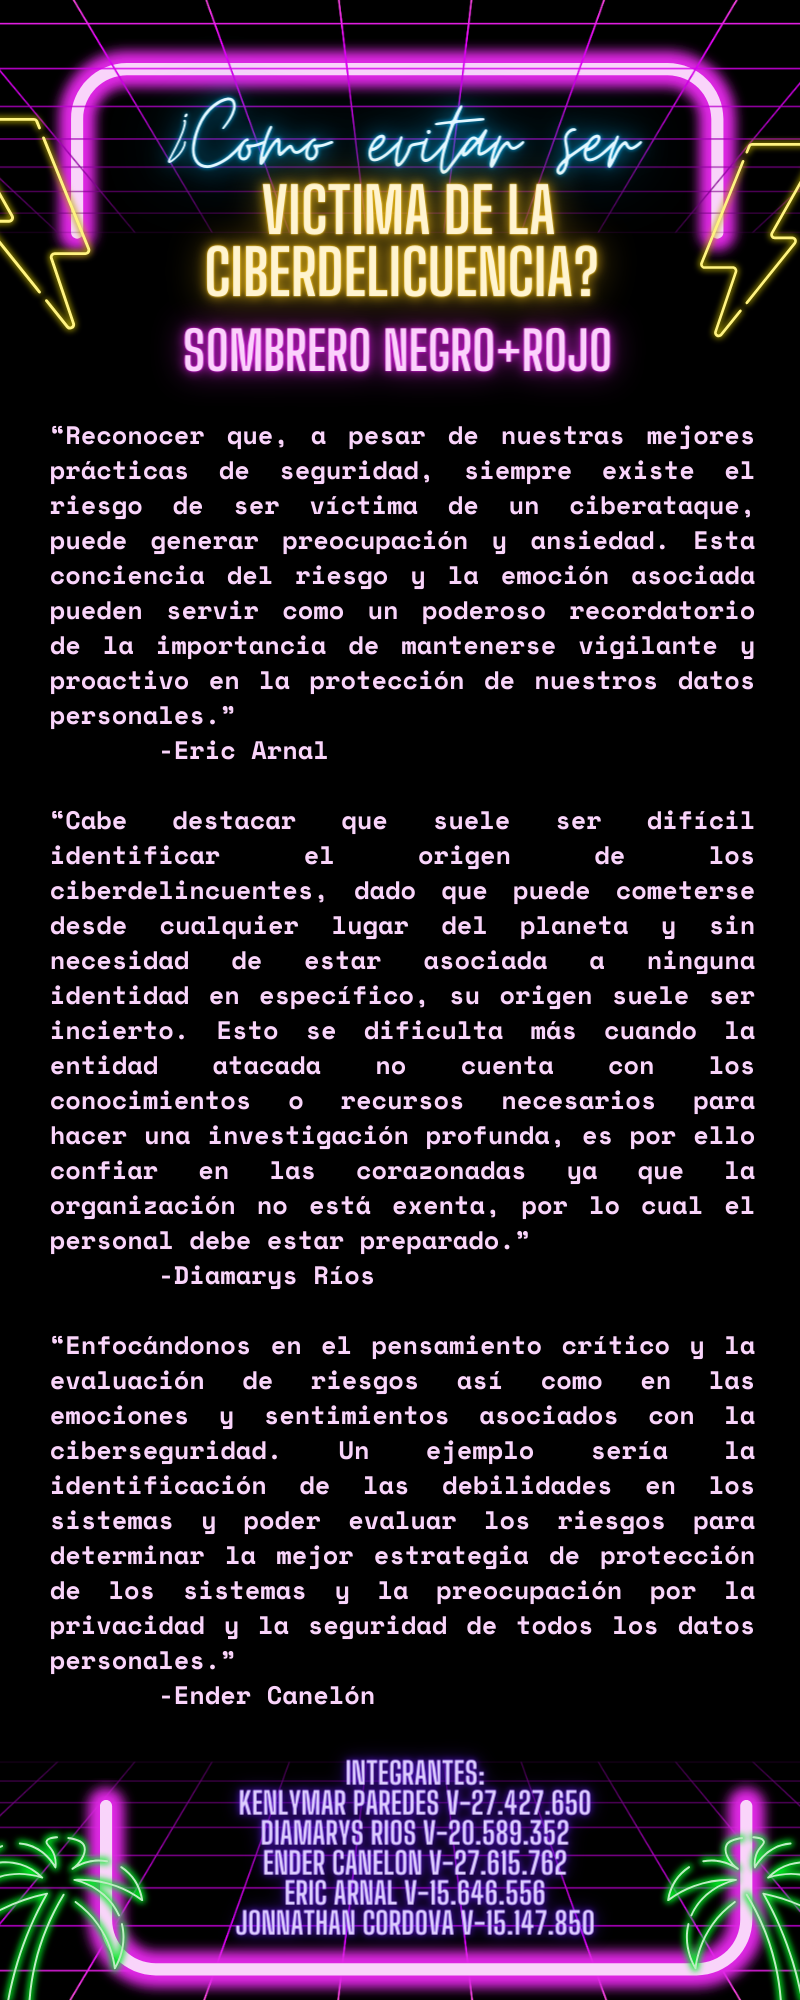 ¡Como evitar ser
VICTIMA DE LA
CIBERDELICUENCIA?
SOMBRERO NEGRO+ROJO
“Reconocer que, a pesar de nuestras mejores
prácticas de seguridad, siempre existe el
riesgo de ser víctima de un ciberataque,
puede generar preocupación y ansiedad. Esta
conciencia del riesgo y la emoción asociada
pueden servir como un poderoso recordatorio
de la importancia de mantenerse vigilante y
proactivo en la protección de nuestros datos
personales.”
-Eric Arnal
“Cabe destacar que suele ser difícil
identificar el origen de los
ciberdelincuentes, dado que puede cometerse
desde cualquier lugar del planeta y sin
necesidad de estar asociada a ninguna
identidad en específico, su origen suele ser
incierto. Esto se dificulta más cuando la
entidad atacada no cuenta con los
conocimientos o recursos necesarios para
hacer una investigación profunda, es por ello
confiar en las corazonadas ya que la
organización no está exenta, por lo cual el
personal debe estar preparado.”
-Diamarys Ríos
“Enfocándonos en el pensamiento crítico y la
evaluación de riesgos así como en las
emociones y sentimientos asociados con la
ciberseguridad. Un ejemplo sería la
identificación de las debilidades en los
sistemas y poder evaluar los riesgos para
determinar la mejor estrategia de protección
de los sistemas y la preocupación por la
privacidad y la seguridad de todos los datos
personales.”
-Ender Canelón
INTEGRANTES:
KENLYMAR PAREDES V-27.427.650
DIAMARYS RIOS V-20.589.352
ENDER CANELON V-27.615.762
ERIC ARNAL V-15.646.556
JONNATHAN CORDOVA V-15.147.850